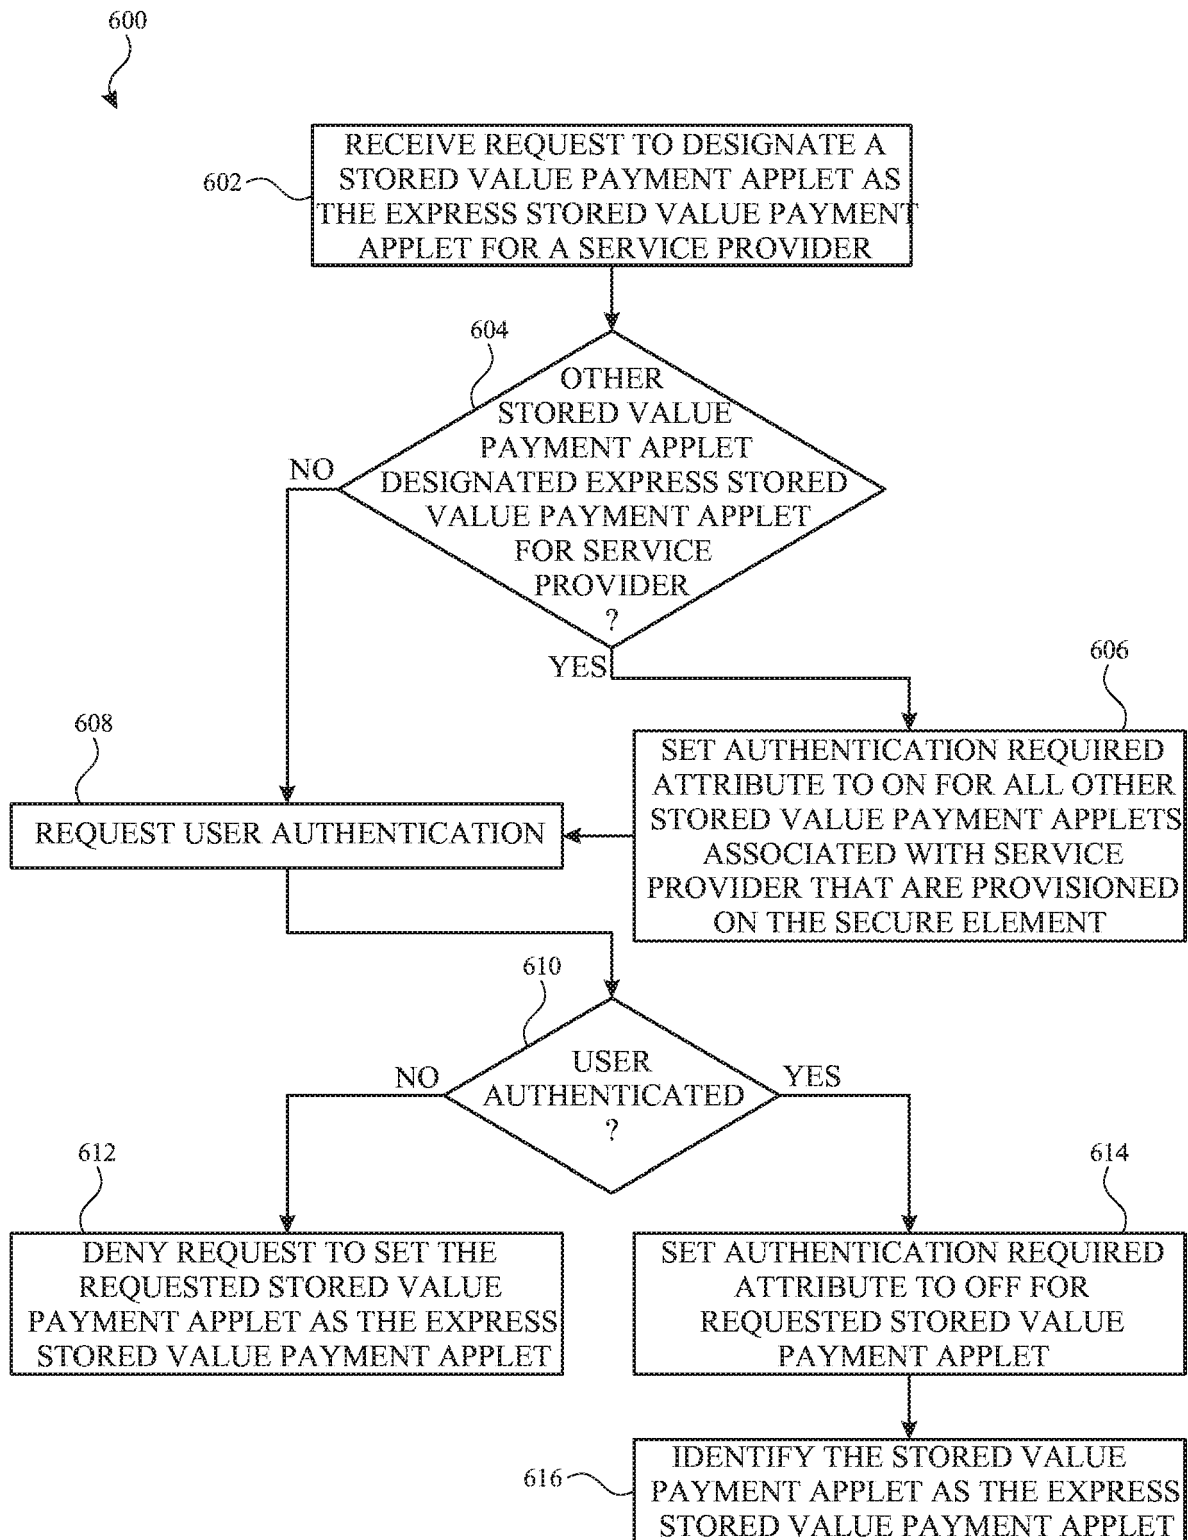 600
602
RECEIVE REQUEST TO DESIGNATE A
STORED VALUE PAYMENT APPLET AS
THE EXPRESS STORED VALUE PAYMENT
APPLET FOR A SERVICE PROVIDER
604
OTHER
STORED VALUE
PAYMENT APPLET
DESIGNATED EXPRESS STORED
VALUE PAYMENT APPLET
FOR SERVICE
PROVIDER
?
NO
YES
606
SET AUTHENTICATION REQUIRED
ATTRIBUTE TO ON FOR ALL OTHER
STORED VALUE PAYMENT APPLETS
ASSOCIATED WITH SERVICE
PROVIDER THAT ARE PROVISIONED
ON THE SECURE ELEMENT
608
REQUEST USER AUTHENTICATION
610
USER
AUTHENTICATED
?
NO
YES
612
DENY REQUEST TO SET THE
REQUESTED STORED VALUE
PAYMENT APPLET AS THE EXPRESS
STORED VALUE PAYMENT APPLET
614
SET AUTHENTICATION REQUIRED
ATTRIBUTE TO OFF FOR
REQUESTED STORED VALUE
PAYMENT APPLET
616
IDENTIFY THE STORED VALUE
PAYMENT APPLET AS THE EXPRESS
STORED VALUE PAYMENT APPLET